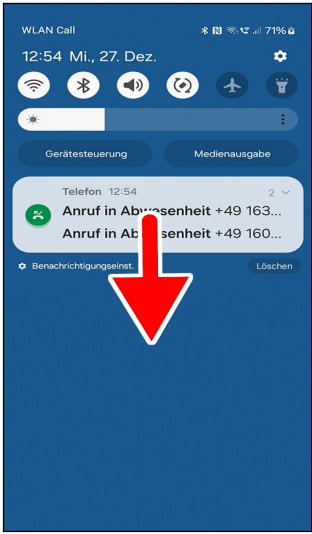 WLAN Call 71%
12:54 Mi., 27. Dez.
Gerätesteuerung Medienausgabe
Telefon 12:54 2
Anruf in Abwesenheit +49 163...
Anruf in Abwesenheit +49 160...
Benachrichtigungseinst. Löschen